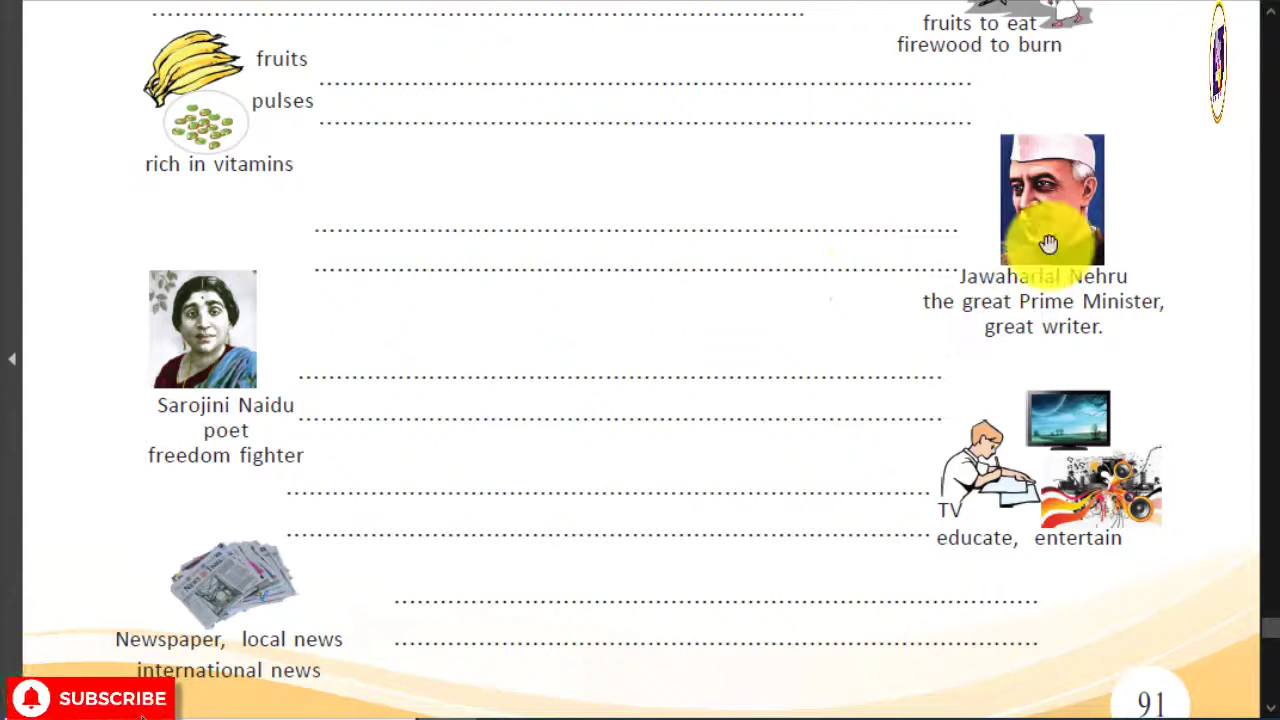 fruits to eat
firewood to burn
fruits
pulses
rich in vitamins
Jawaharlal Nehru
the great Prime Minister,
great writer.
Sarojini Naidu
poet
freedom fighter
TV
educate, entertain
Newspaper, local news
international news
SUBSCRIBE
91